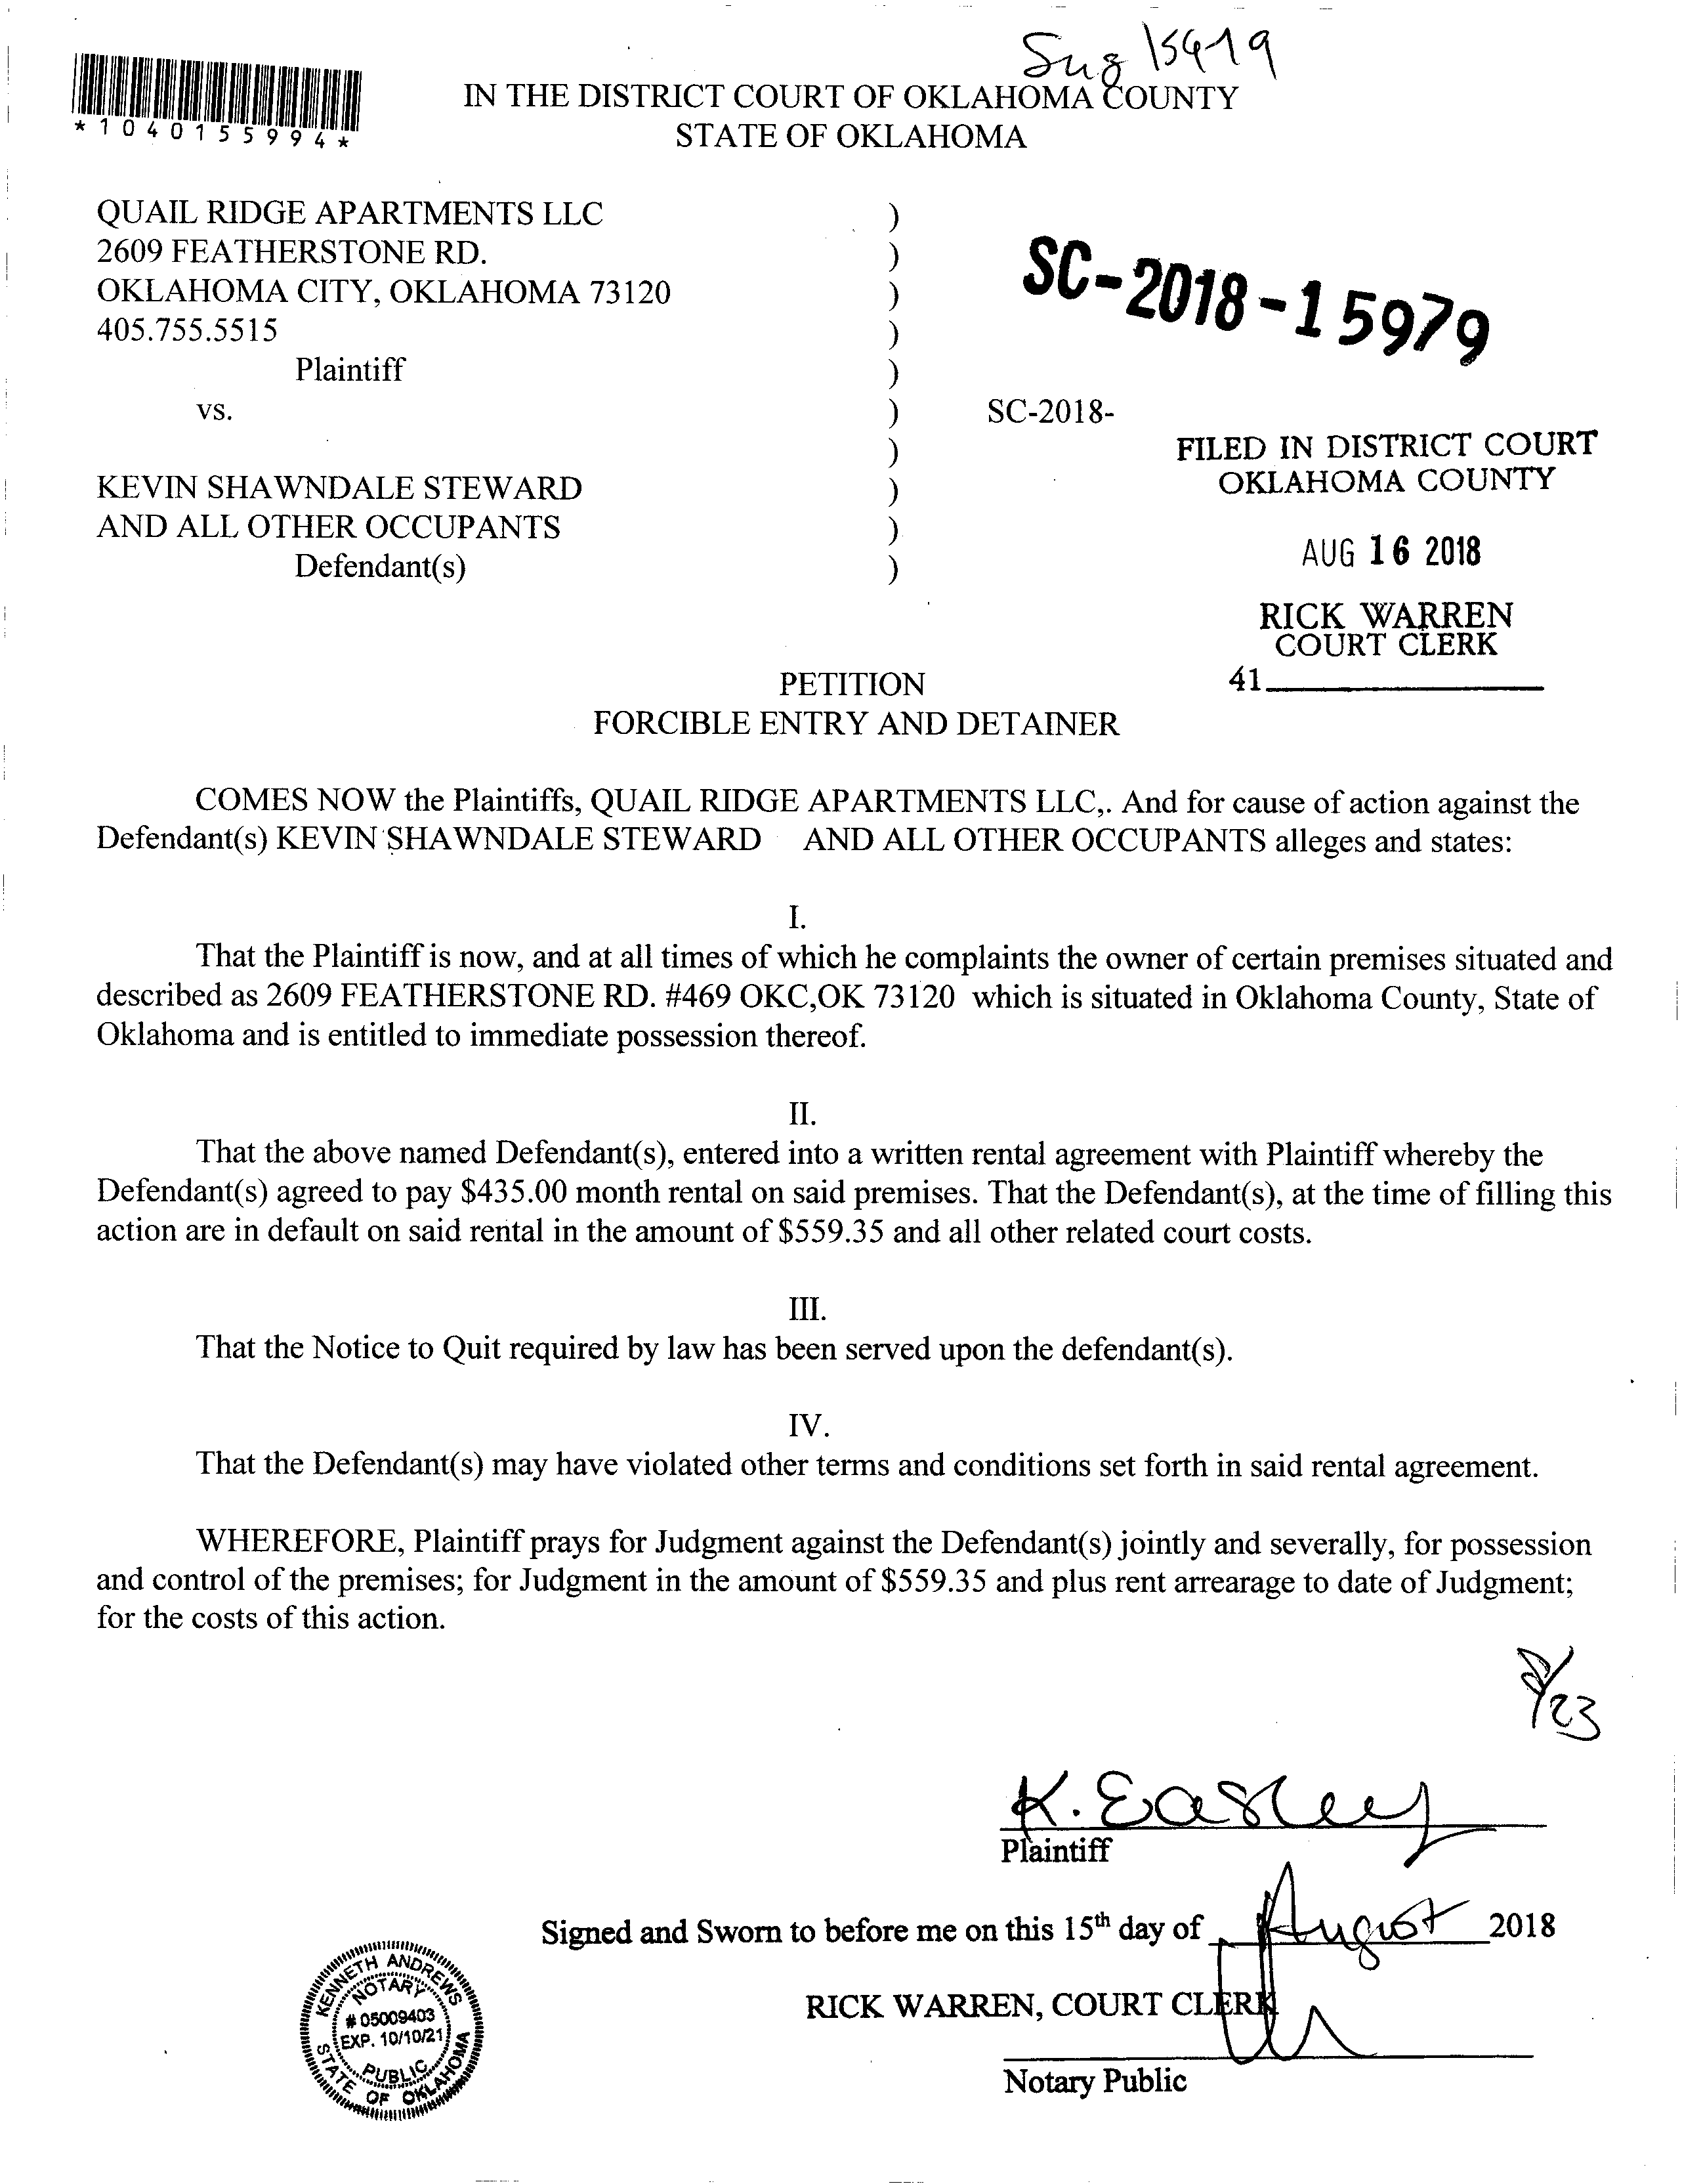 IN THE DISTRICT COURT OF OKLAHOMA COUNTY
STATE OF OKLAHOMA
*1040155994*
QUAIL RIDGE APARTMENTS LLC )
2609 FEATHERSTONE RD. )
OKLAHOMA CITY, OKLAHOMA 73120 )
405.755.5515 )
Plaintiff )
vs. ) SC-2018-
)
KEVIN SHAWNDALE STEWARD )
AND ALL OTHER OCCUPANTS )
Defendant(s) )
SC-2018-15979
FILED IN DISTRICT COURT
OKLAHOMA COUNTY
AUG 16 2018
RICK WARREN
COURT CLERK
41
PETITION
FORCIBLE ENTRY AND DETAINER
COMES NOW the Plaintiffs, QUAIL RIDGE APARTMENTS LLC,. And for cause of action against the
Defendant(s) KEVIN SHAWNDALE STEWARD AND ALL OTHER OCCUPANTS alleges and states:
I.
That the Plaintiff is now, and at all times of which he complaints the owner of certain premises situated and
described as 2609 FEATHERSTONE RD. #469 OKC,OK 73120 which is situated in Oklahoma County, State of
Oklahoma and is entitled to immediate possession thereof.
II.
That the above named Defendant(s), entered into a written rental agreement with Plaintiff whereby the
Defendant(s) agreed to pay $435.00 month rental on said premises. That the Defendant(s), at the time of filling this
action are in default on said rental in the amount of $559.35 and all other related court costs.
III.
That the Notice to Quit required by law has been served upon the defendant(s).
IV.
That the Defendant(s) may have violated other terms and conditions set forth in said rental agreement.
WHEREFORE, Plaintiff prays for Judgment against the Defendant(s) jointly and severally, for possession
and control of the premises; for Judgment in the amount of $559.35 and plus rent arrearage to date of Judgment;
for the costs of this action.
8/23
K. Easley
Plaintiff
Signed and Sworn to before me on this 15th day of August 2018
RICK WARREN, COURT CLERK
Notary Public
KENNETH ANDREWS
NOTARY
# 05009403
EXP. 10/10/21
PUBLIC
STATE OF OKLAHOMA